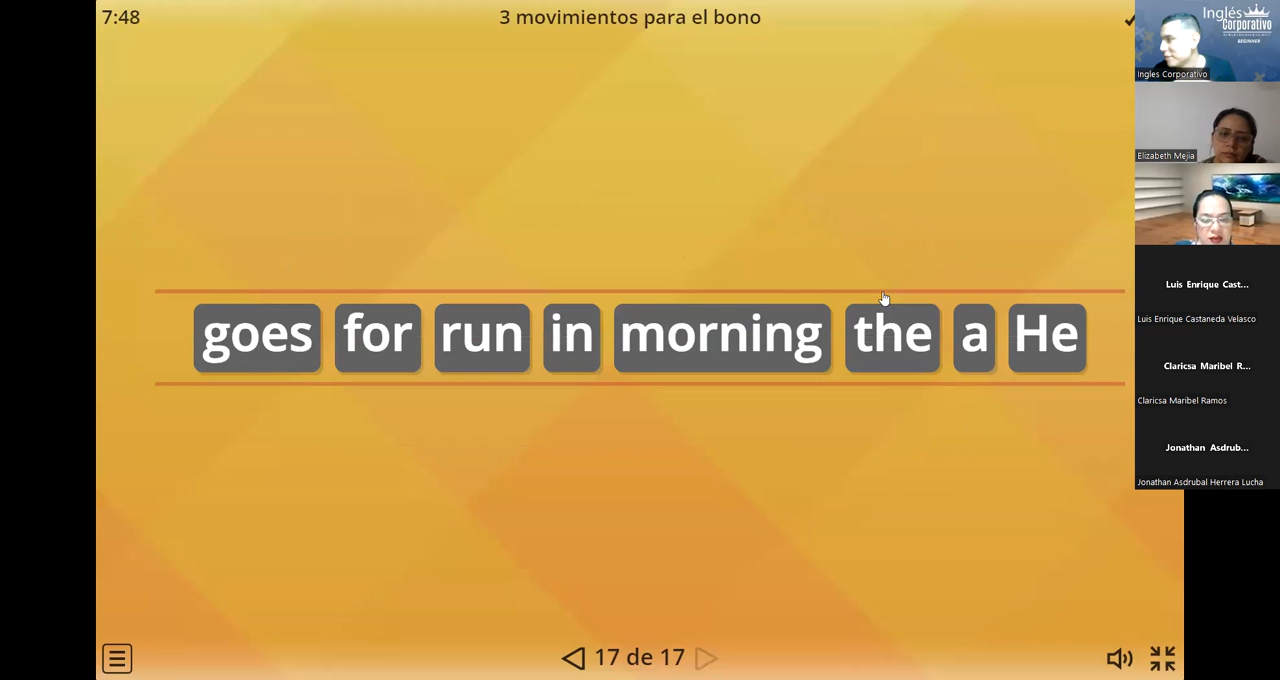 7:48
3 movimientos para el bono
goes for run in morning the a He
17 de 17
Inglés
Corporativo
BEGINNER
Ingles Corporativo
Elizabeth Mejia
Luis Enrique Cast...
Luis Enrique Castaneda Velasco
Claricsa Maribel R...
Claricsa Maribel Ramos
Jonathan Asdrub...
Jonathan Asdrubal Herrera Lucha